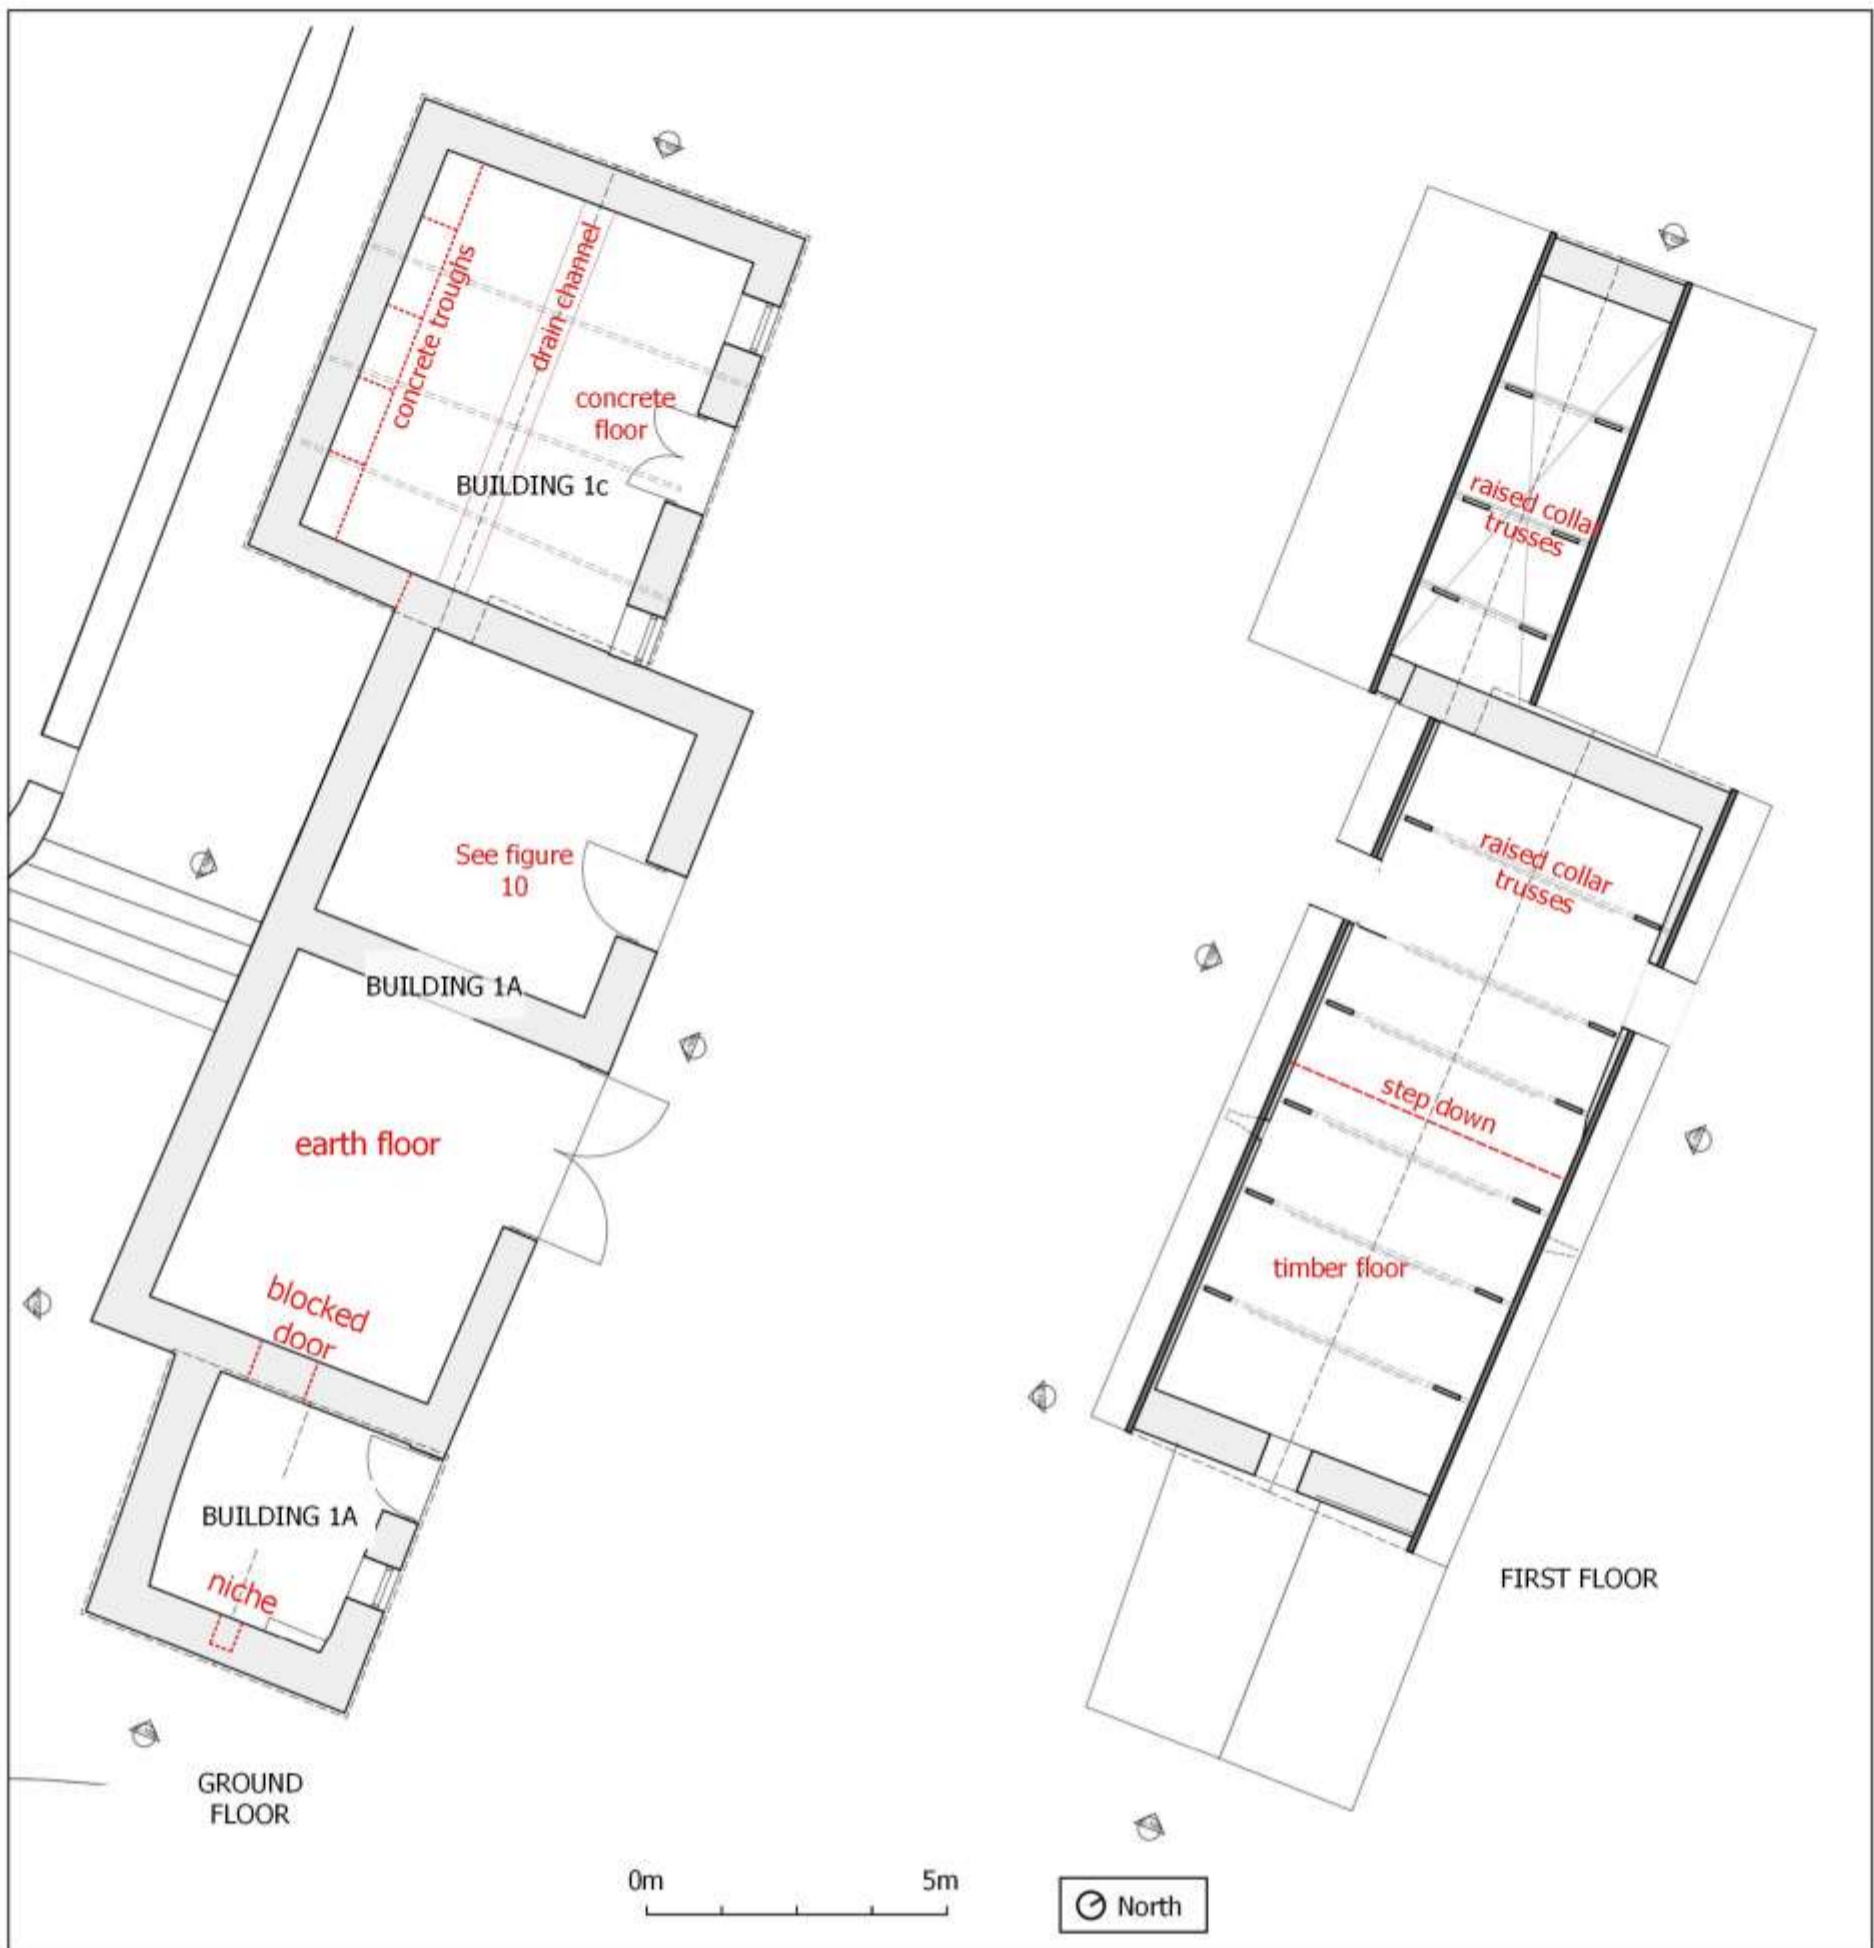 concrete troughs
drain channel
concrete
floor
BUILDING 1c
See figure
10
BUILDING 1A
earth floor
blocked
door
BUILDING 1A
niche
GROUND
FLOOR
raised collar
trusses
raised collar
trusses
step down
timber floor
FIRST FLOOR
0m 5m
North